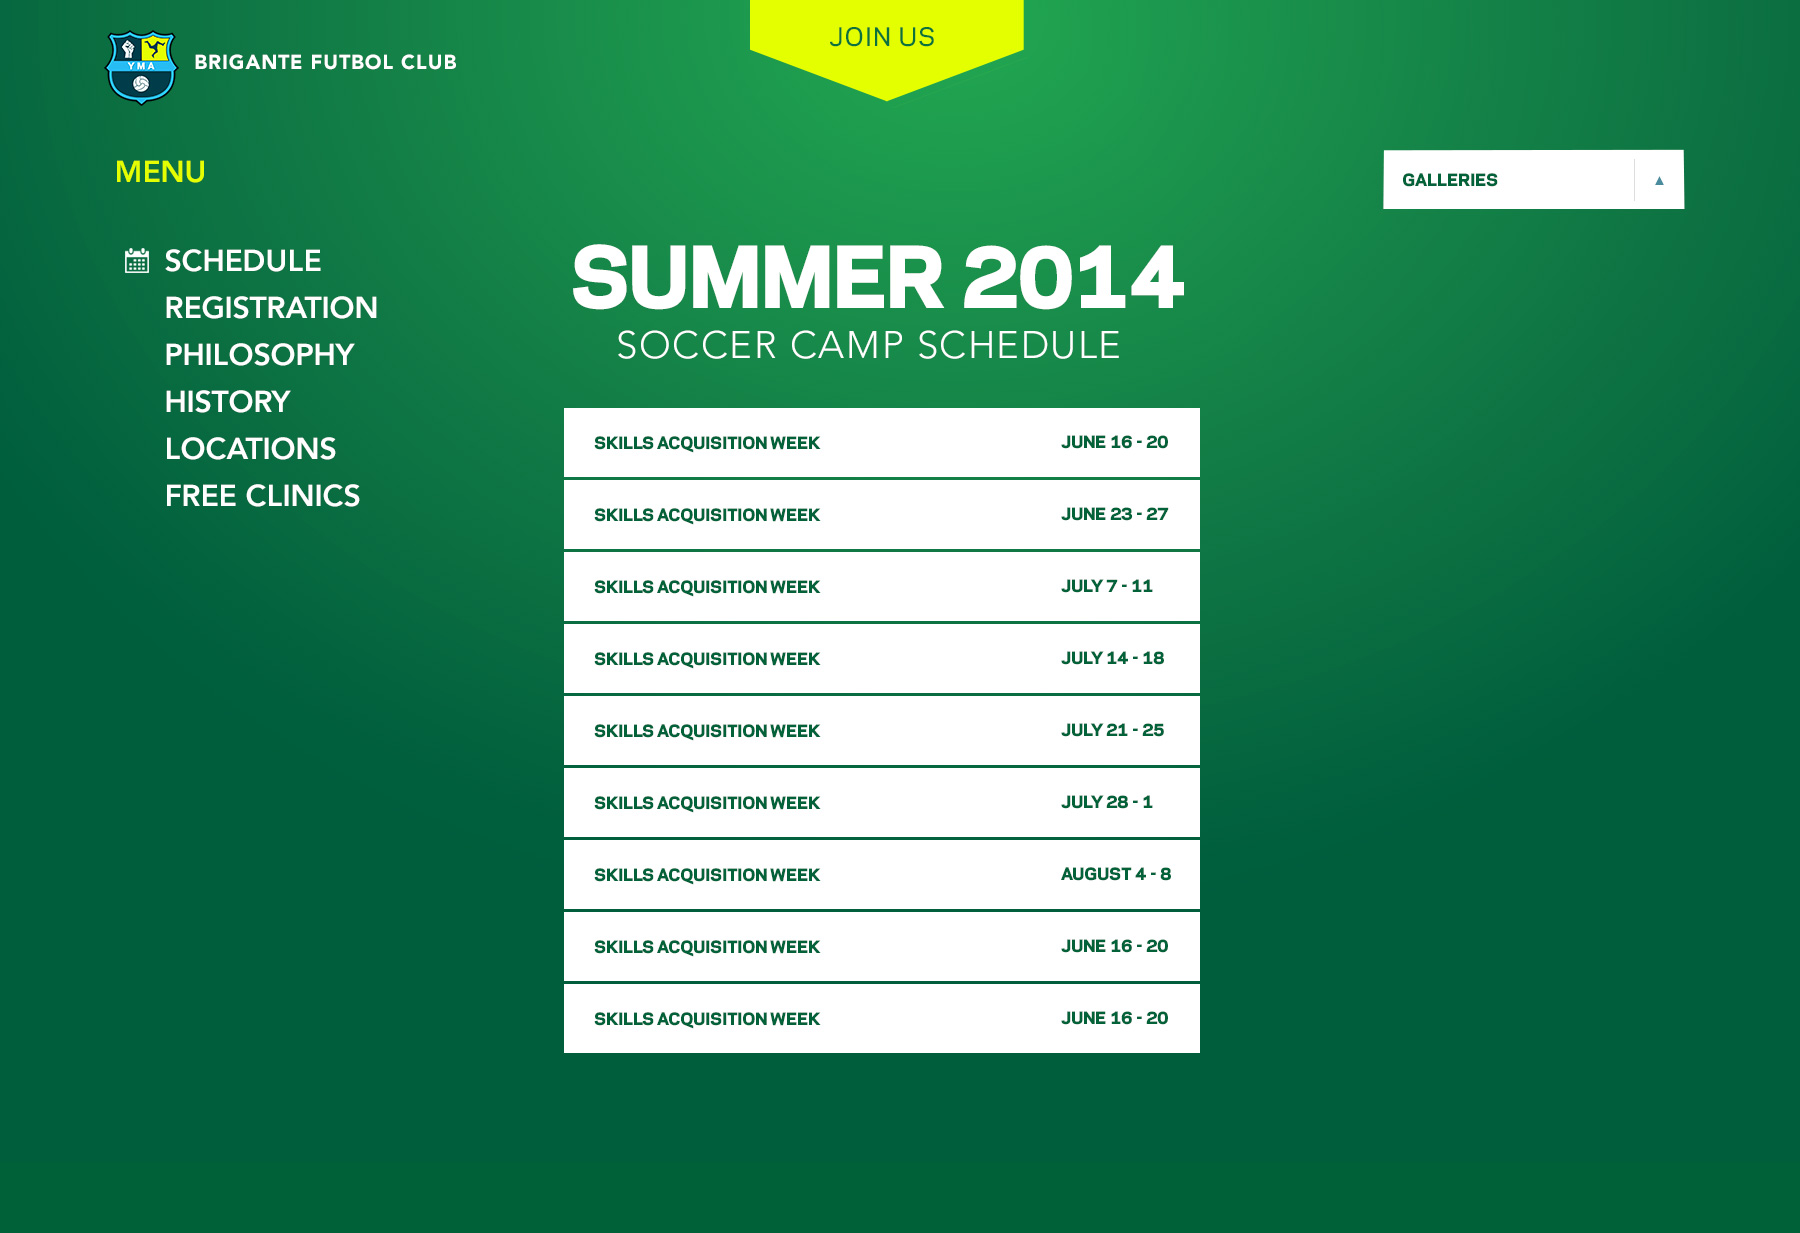 YMA
BRIGANTE FUTBOL CLUB
JOIN US
MENU
GALLERIES
SCHEDULE
REGISTRATION
PHILOSOPHY
HISTORY
LOCATIONS
FREE CLINICS
SUMMER 2014
SOCCER CAMP SCHEDULE
SKILLS ACQUISITION WEEK JUNE 16 - 20
SKILLS ACQUISITION WEEK JUNE 23 - 27
SKILLS ACQUISITION WEEK JULY 7 - 11
SKILLS ACQUISITION WEEK JULY 14 - 18
SKILLS ACQUISITION WEEK JULY 21 - 25
SKILLS ACQUISITION WEEK JULY 28 - 1
SKILLS ACQUISITION WEEK AUGUST 4 - 8
SKILLS ACQUISITION WEEK JUNE 16 - 20
SKILLS ACQUISITION WEEK JUNE 16 - 20